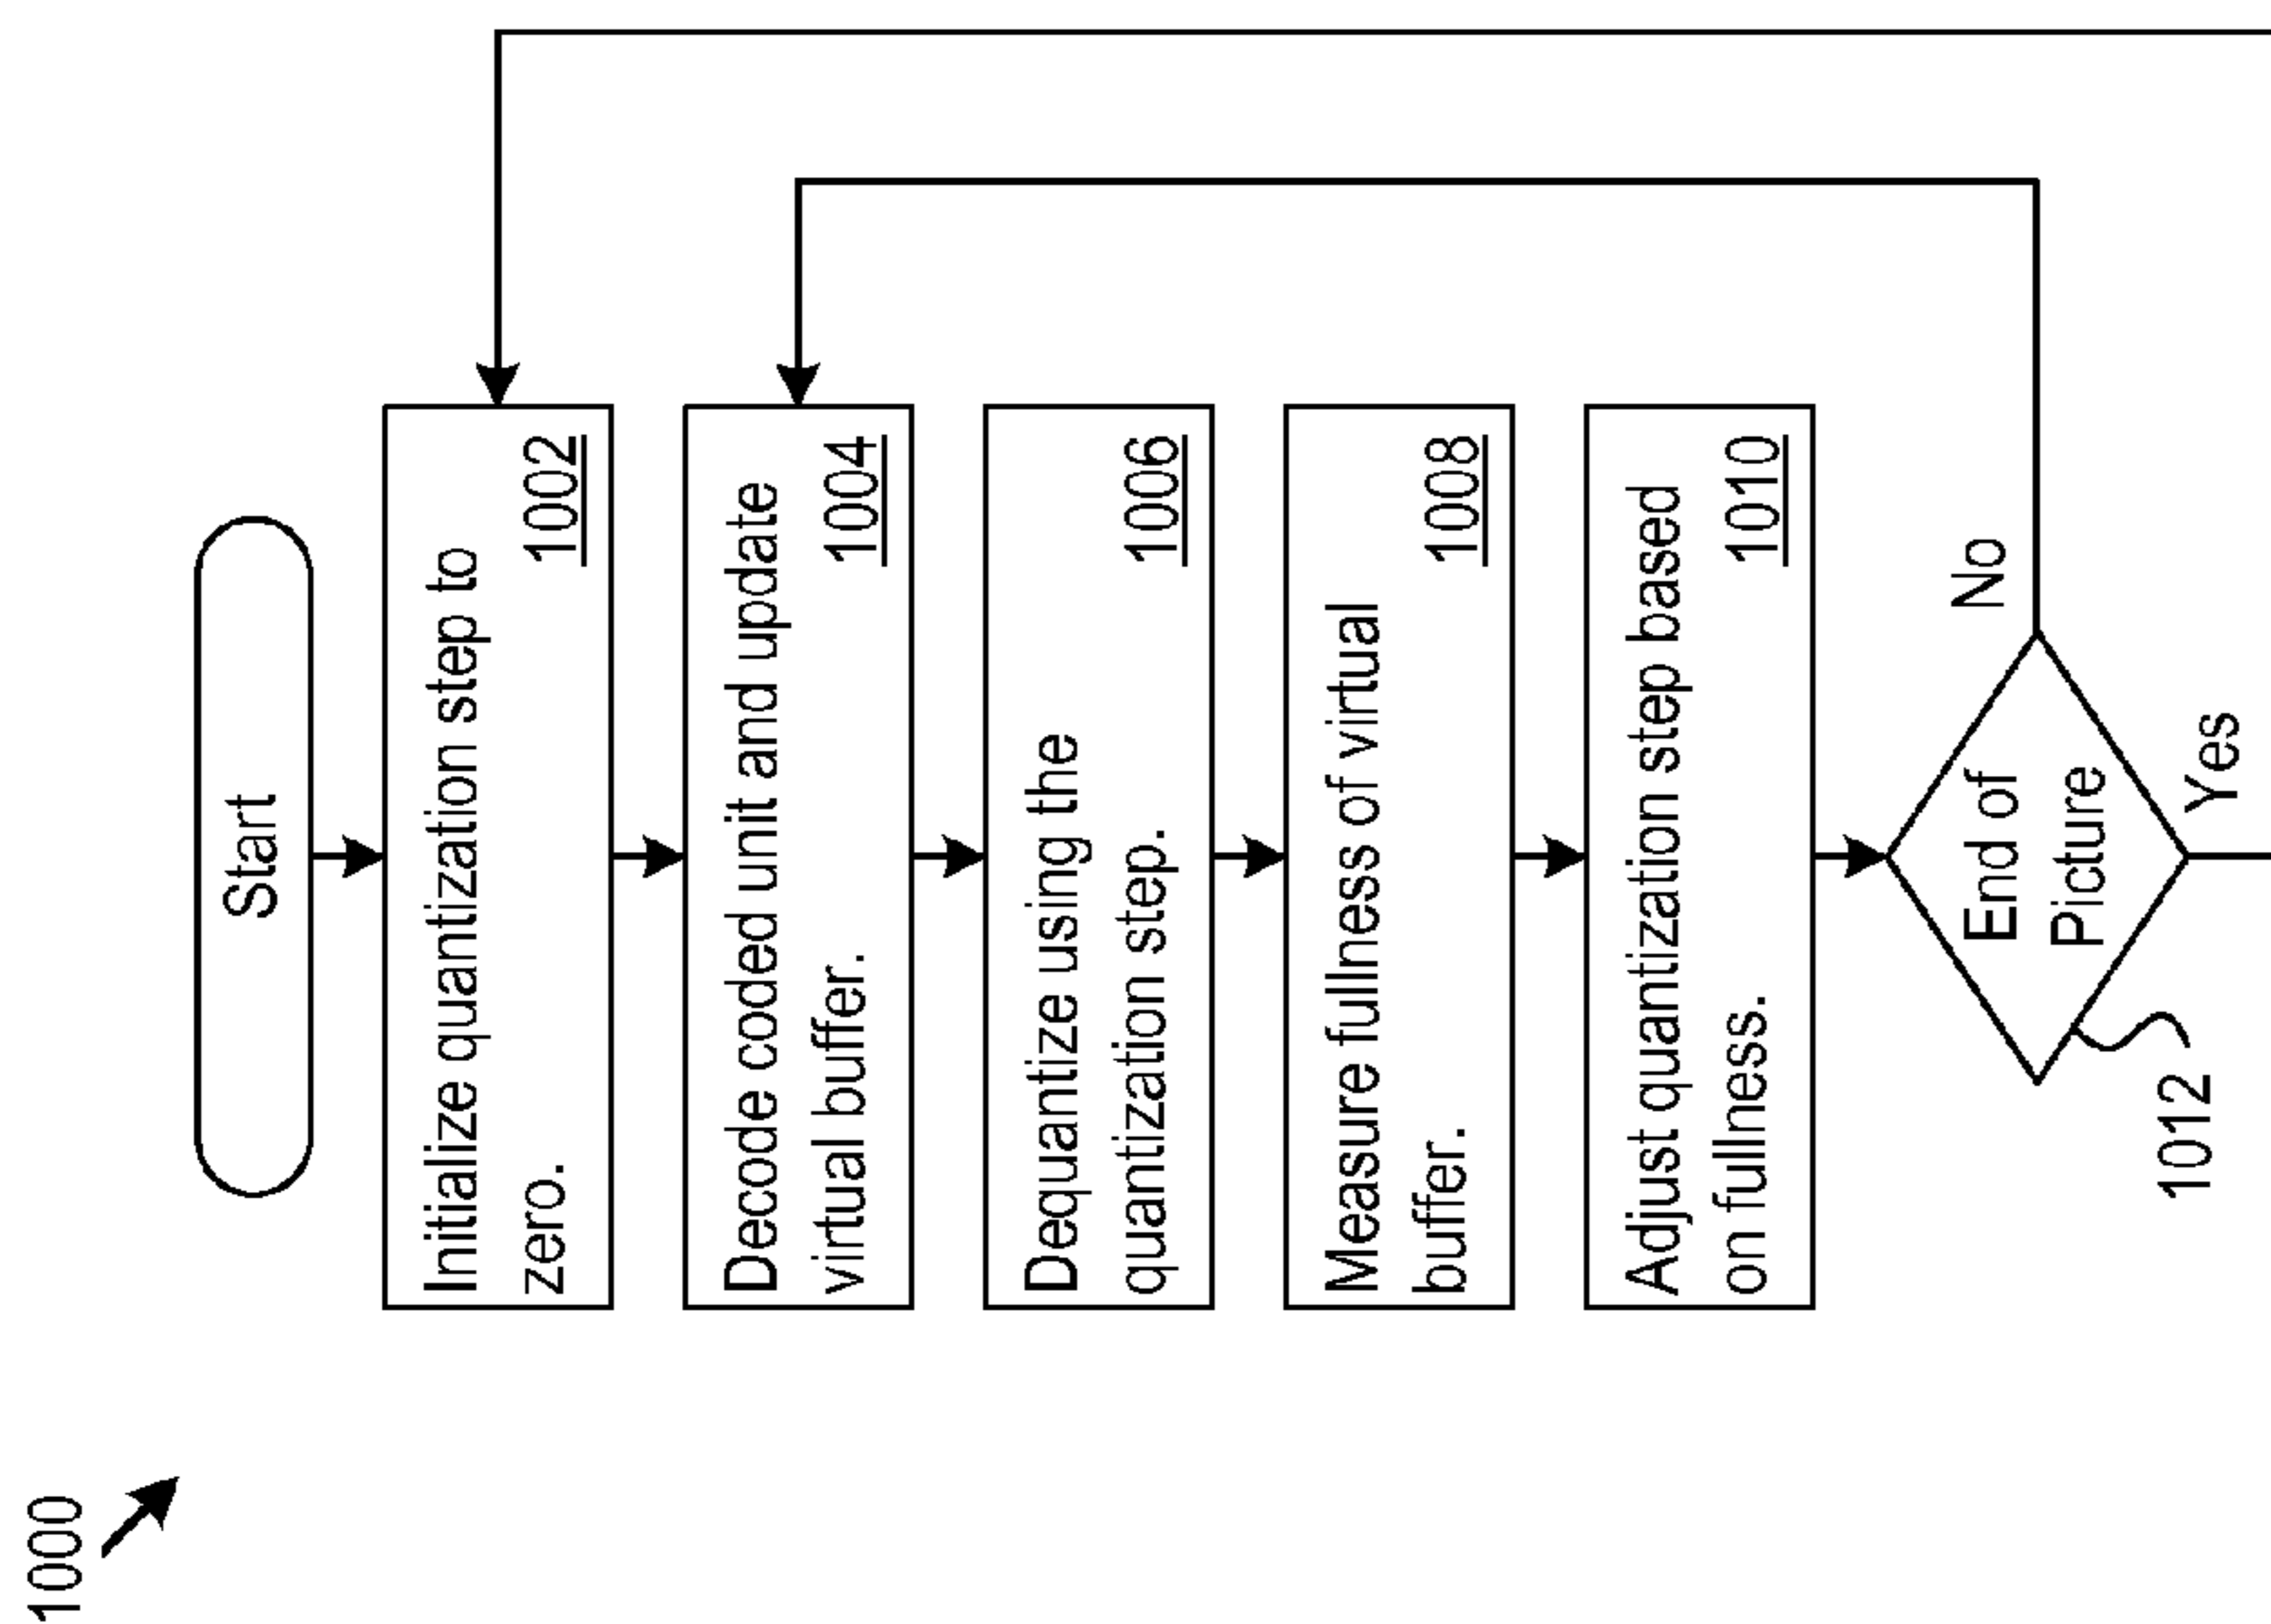 1000
Start
Initialize quantization step to
zero.
1002
Decode coded unit and update
virtual buffer.
1004
Dequantize using the
quantization step.
1006
Measure fullness of virtual
buffer.
1008
Adjust quantization step based
on fullness.
1010
End of
Picture
No
Yes
1012